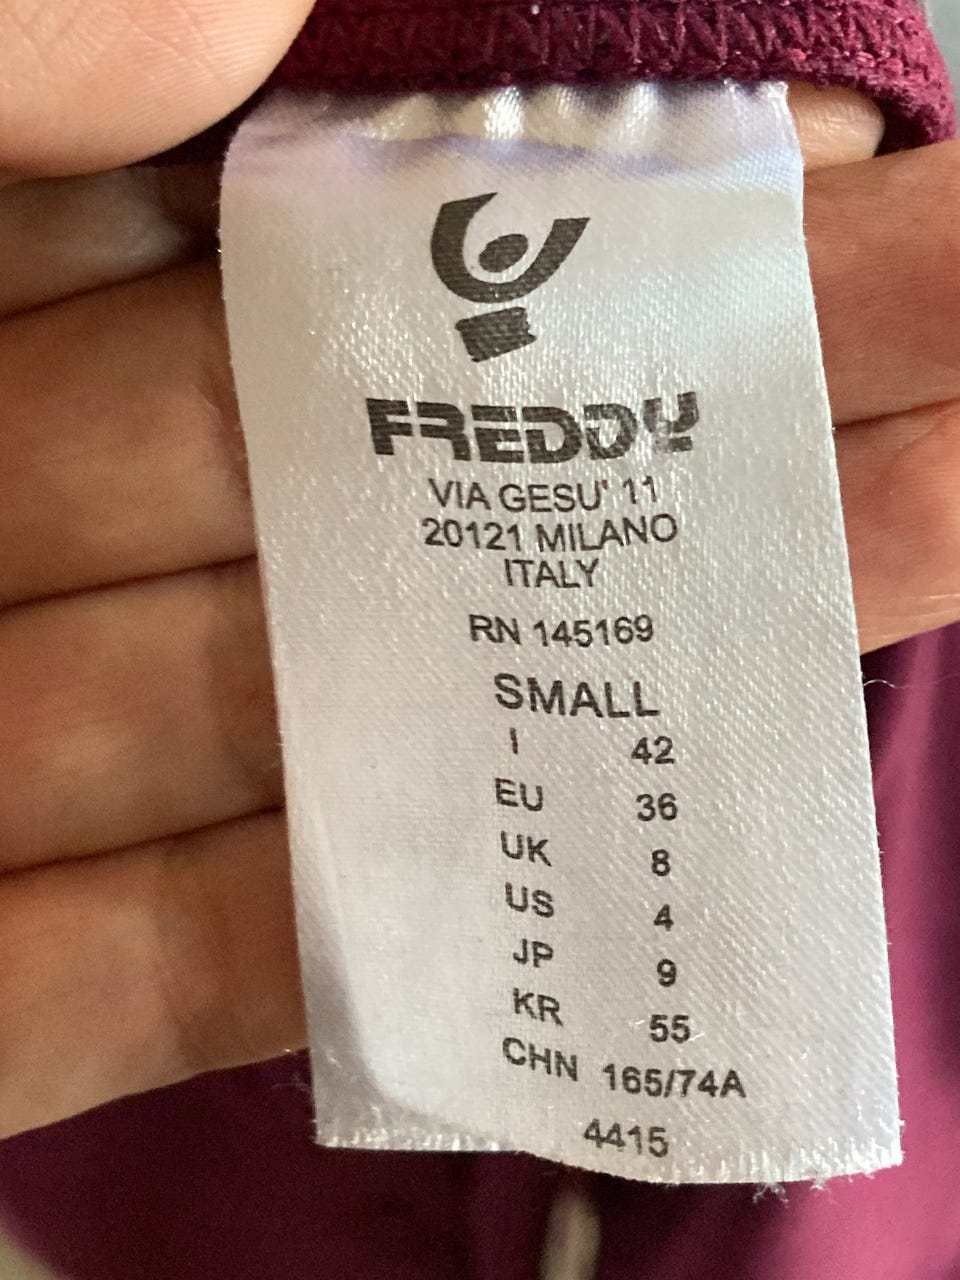 FREDDY
VIA GESU' 11
20121 MILANO
ITALY
RN 145169
SMALL
I 42
EU 36
UK 8
US 4
JP 9
KR 55
CHN 165/74A
4415